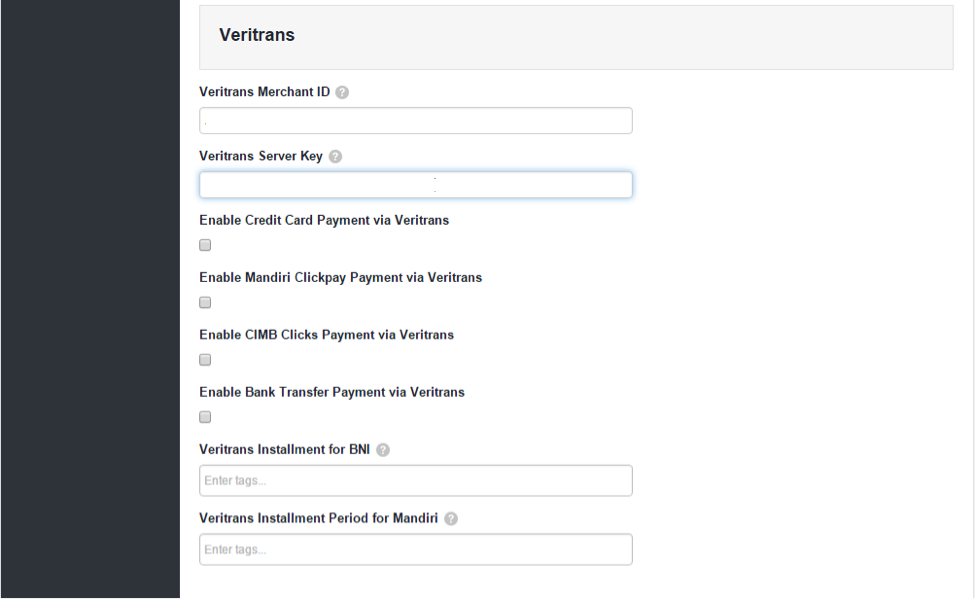 Veritrans
Veritrans Merchant ID ?
Veritrans Server Key ?
Enable Credit Card Payment via Veritrans
Enable Mandiri Clickpay Payment via Veritrans
Enable CIMB Clicks Payment via Veritrans
Enable Bank Transfer Payment via Veritrans
Veritrans Installment for BNI ?
Enter tags...
Veritrans Installment Period for Mandiri ?
Enter tags...